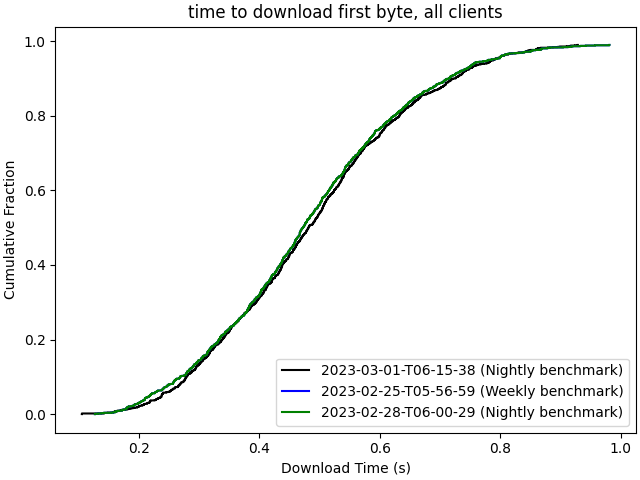 time to download first byte, all clients
1.0
0.8
0.6
0.4
0.2
0.0
Cumulative Fraction
2023-03-01-T06-15-38 (Nightly benchmark)
2023-02-25-T05-56-59 (Weekly benchmark)
2023-02-28-T06-00-29 (Nightly benchmark)
0.2 0.4 0.6 0.8 1.0
Download Time (s)